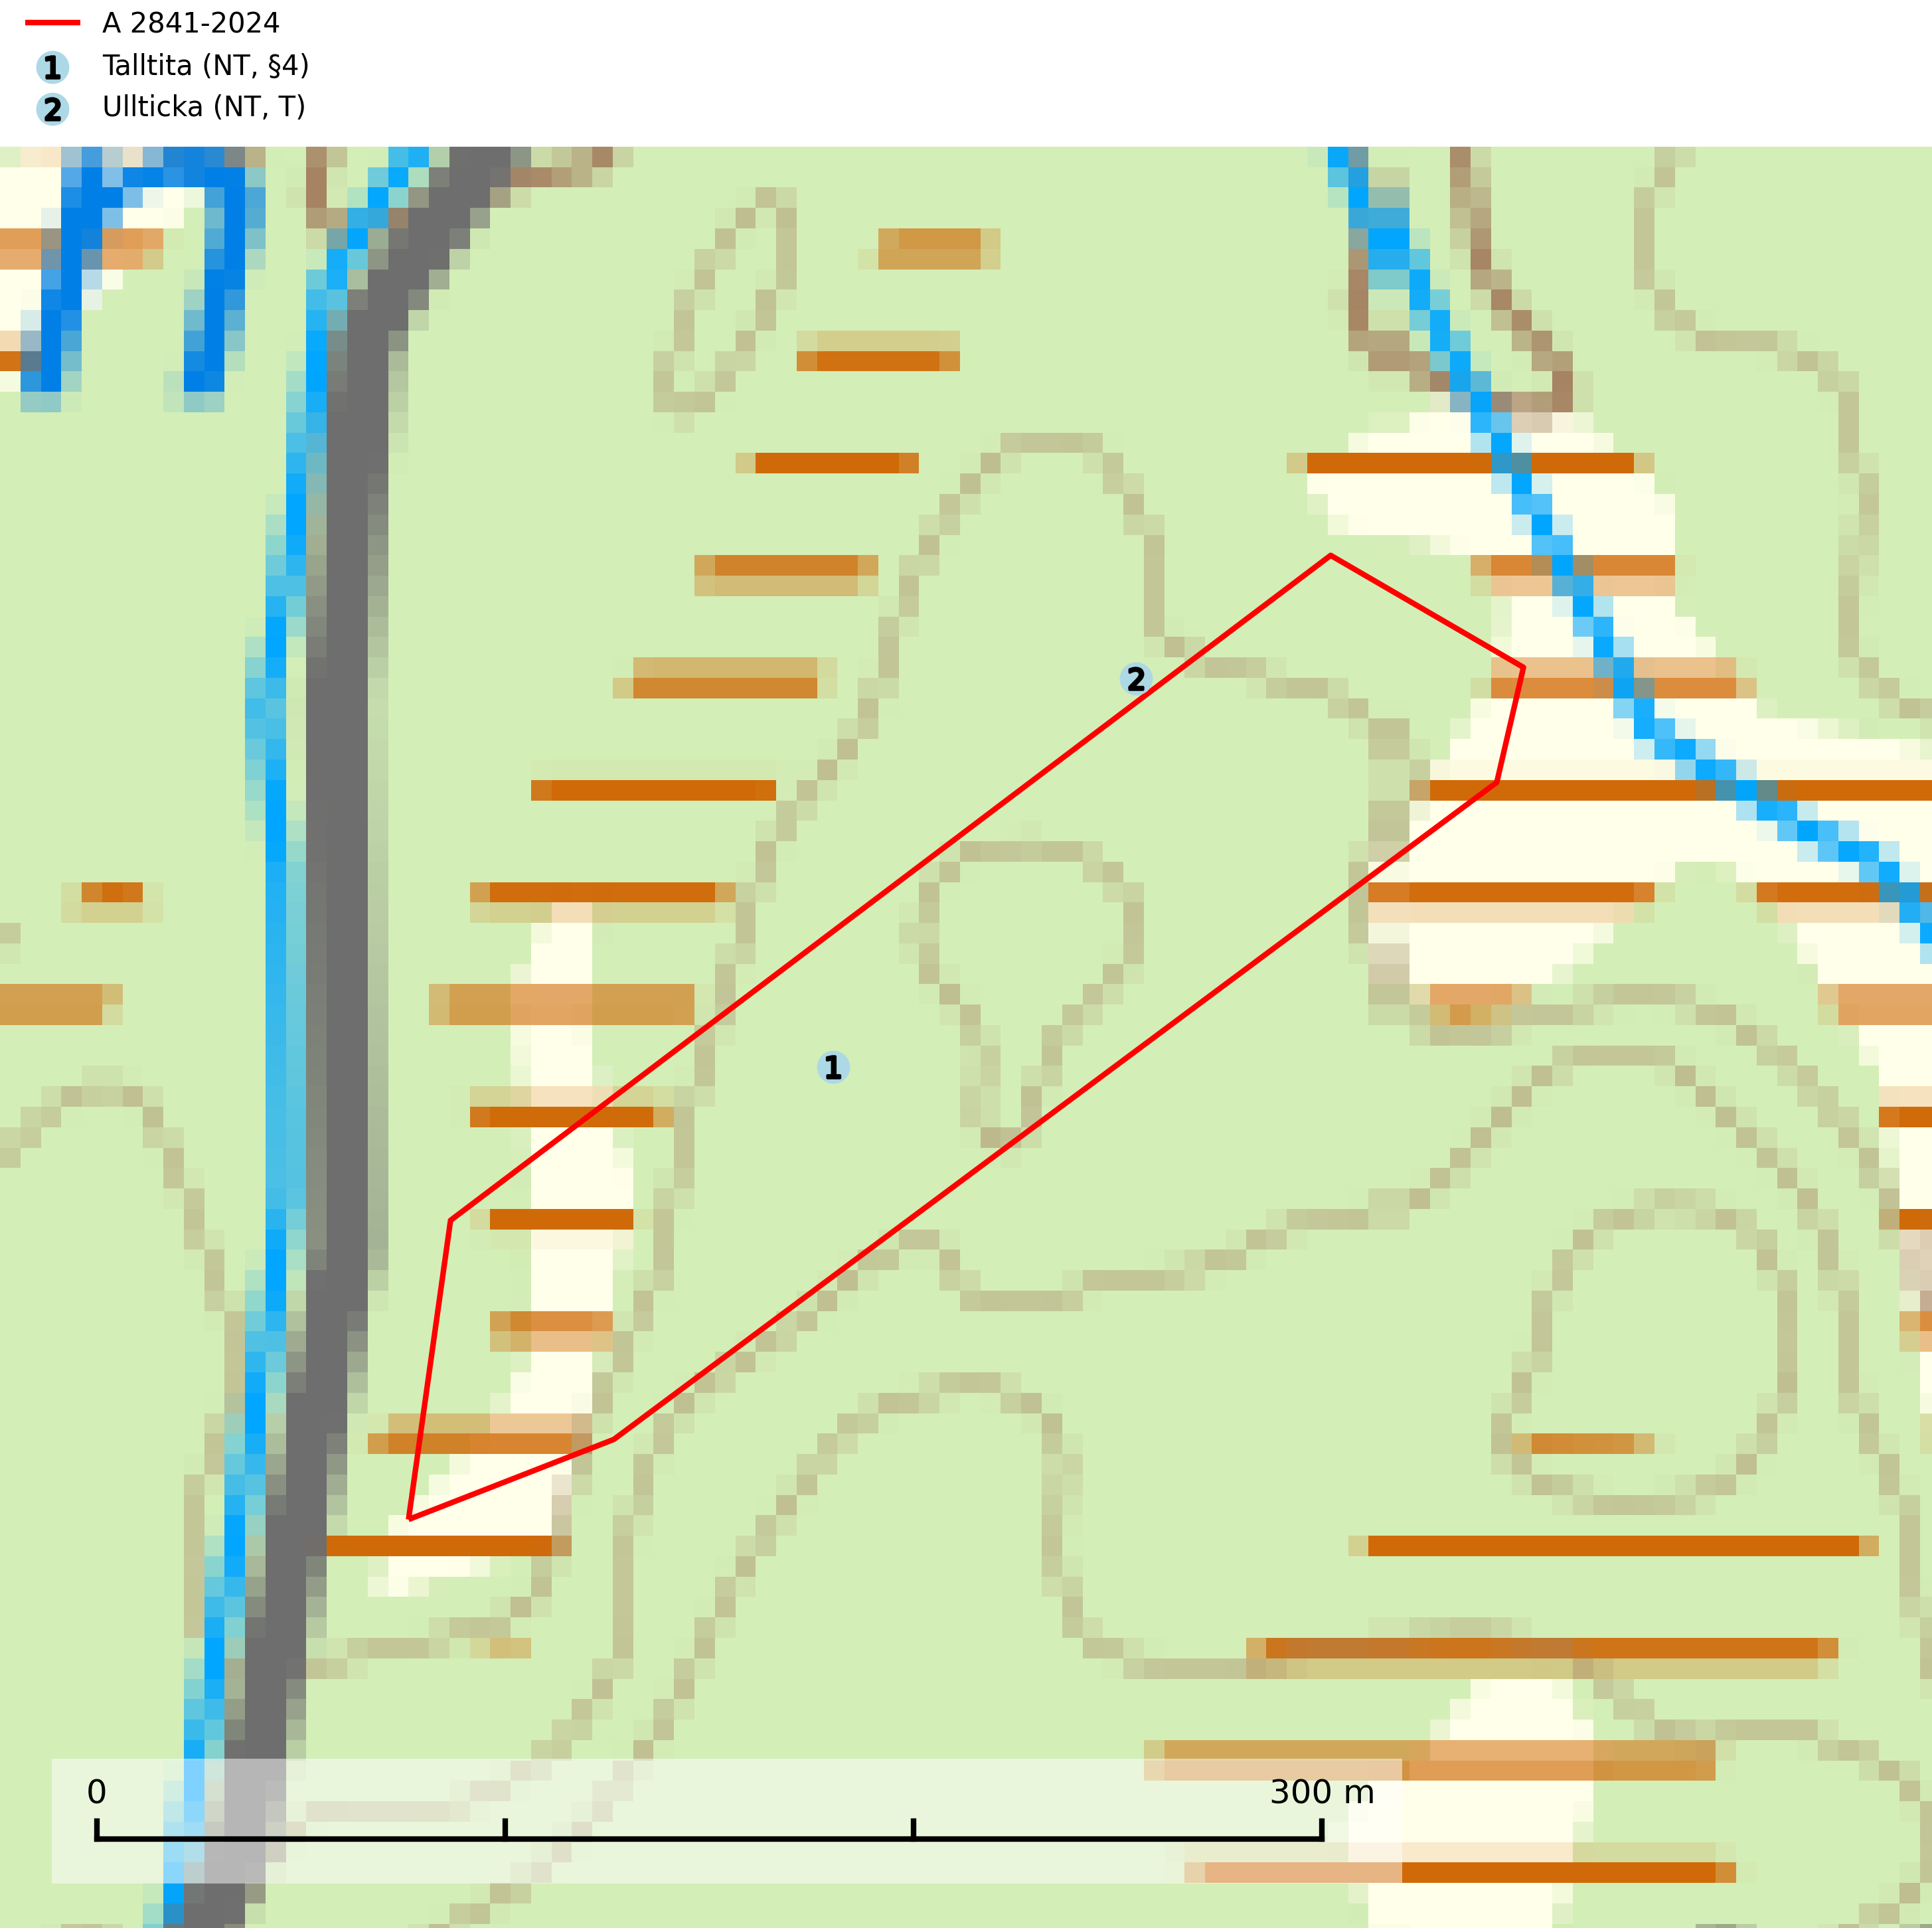 A 2841-2024
1 Talltita (NT, §4)
2 Ullticka (NT, T)
2
1
0 300 m